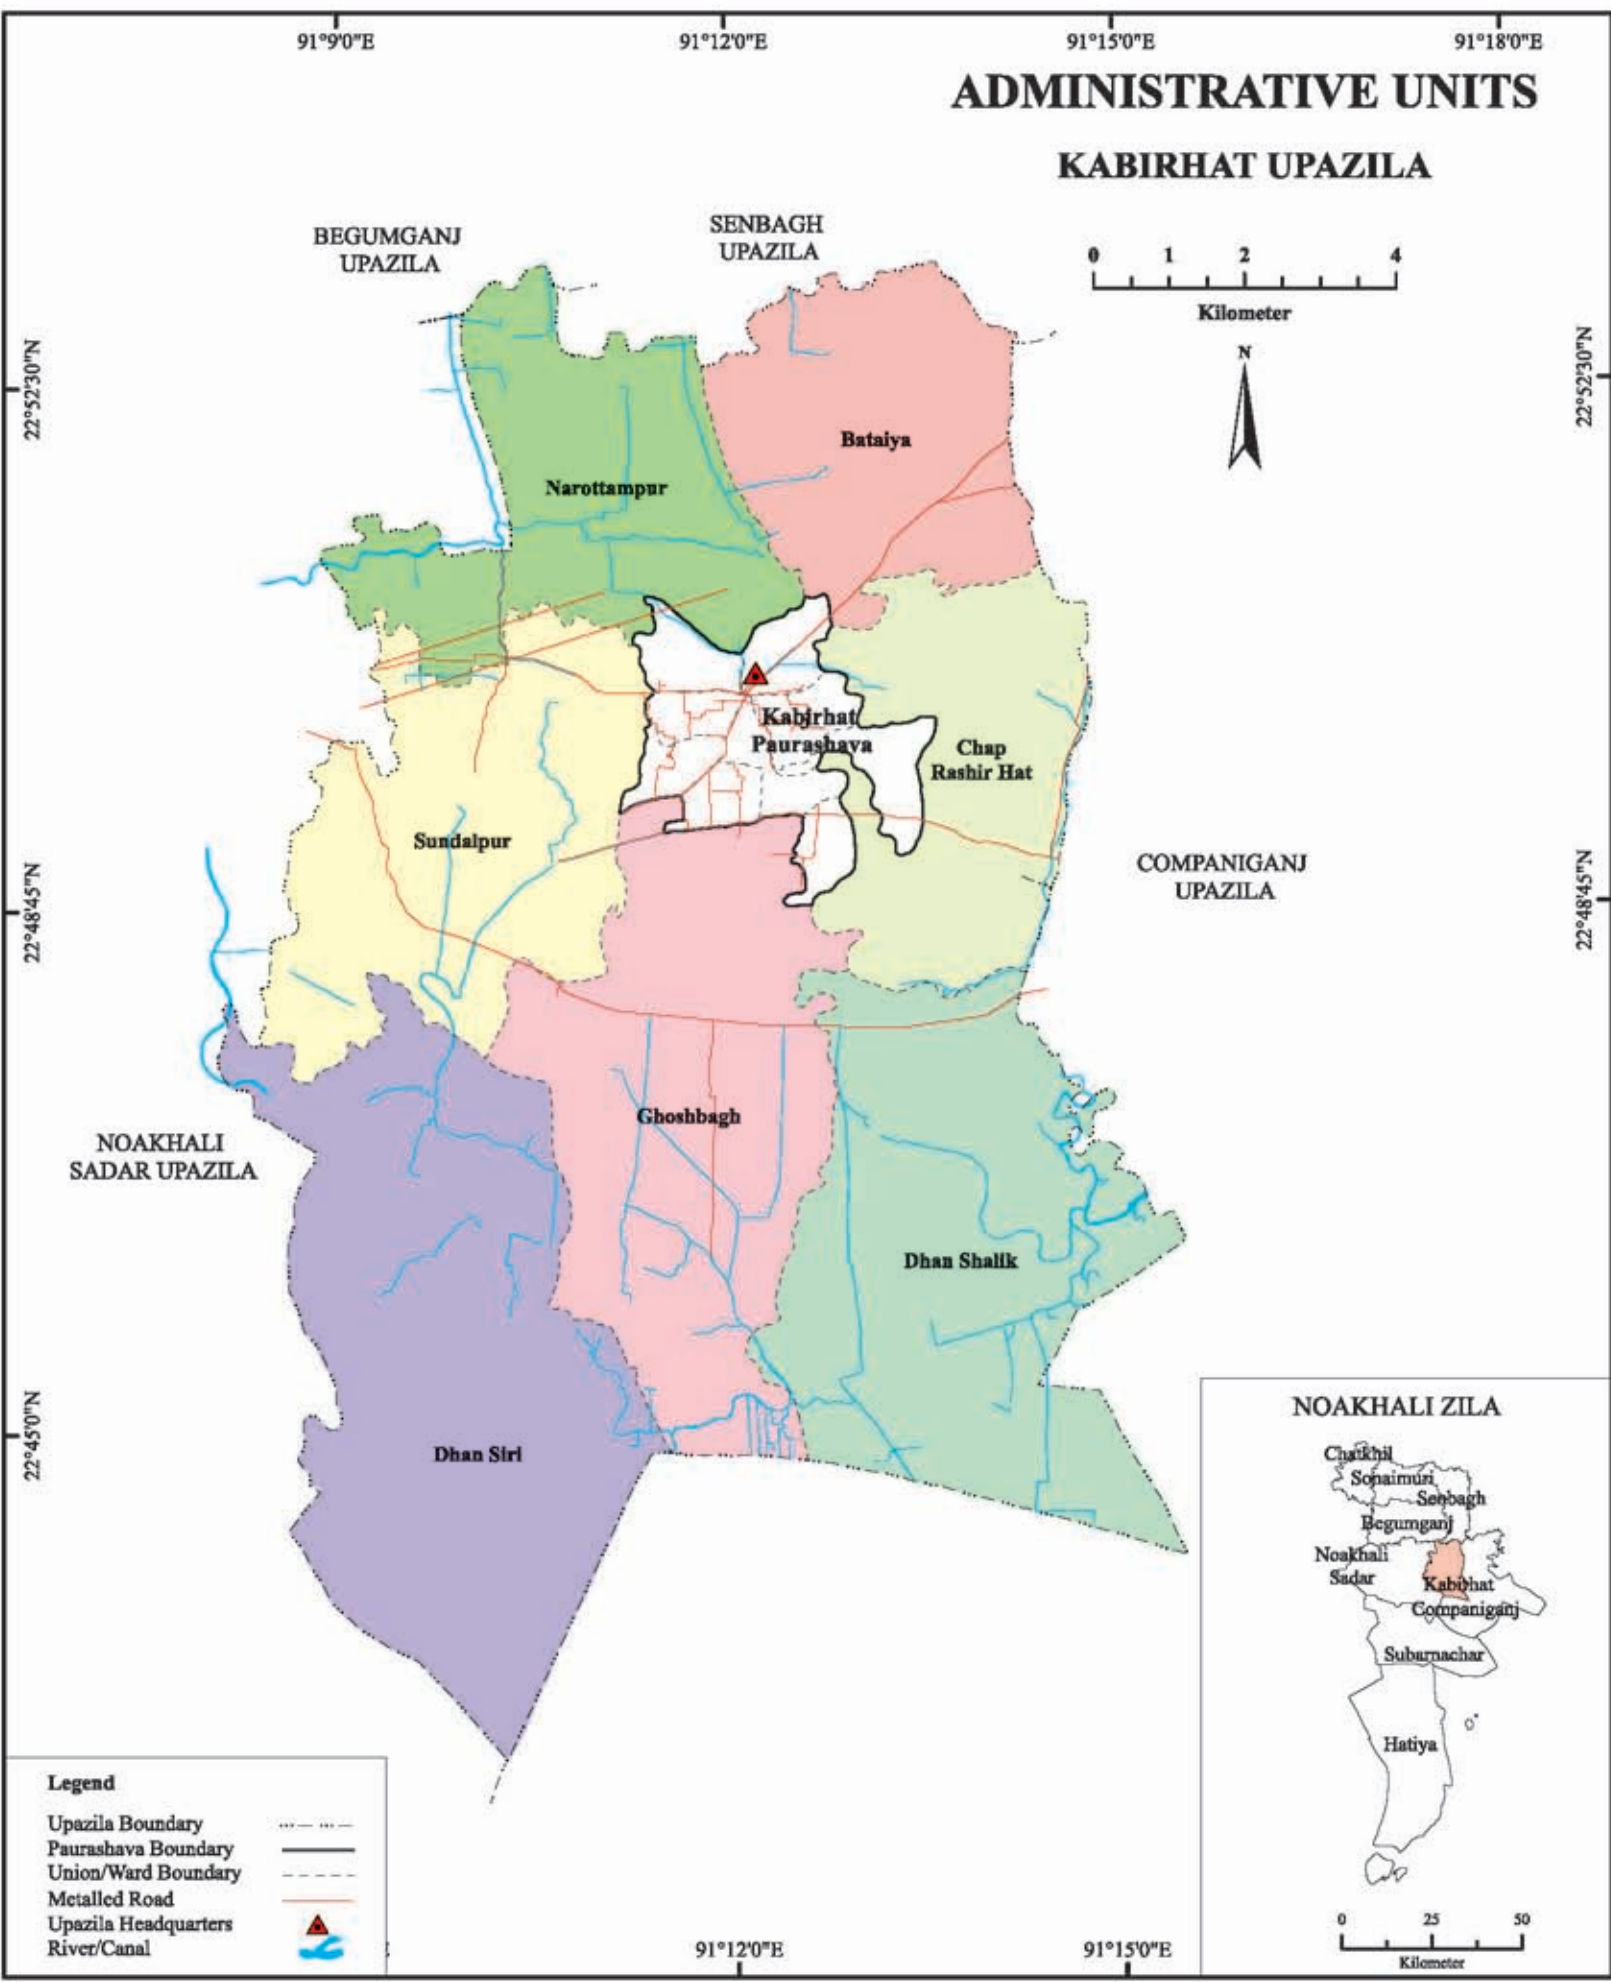 91°9'0"E
91°12'0"E
91°15'0"E
91°18'0"E
ADMINISTRATIVE UNITS
KABIRHAT UPAZILA
BEGUMGANJ
UPAZILA
SENBAGH
UPAZILA
0 1 2 4
Kilometer
N
22°52'30"N
22°52'30"N
Bataiya
Narottampur
Kabirhat
Paurashava
Chap
Rashir Hat
Sundalpur
COMPANIGANJ
UPAZILA
22°48'45"N
22°48'45"N
Ghoshbagh
NOAKHALI
SADAR UPAZILA
Dhan Shalik
22°45'0"N
Dhan Siri
NOAKHALI ZILA
Chatkhil
Sonaimuri
Senbagh
Begumganj
Noakhali
Sadar
Kabirhat
Companiganj
Subarnachar
Hatiya
0 25 50
Kilometer
Legend
Upazila Boundary
Paurashava Boundary
Union/Ward Boundary
Metalled Road
Upazila Headquarters
River/Canal
91°12'0"E
91°15'0"E